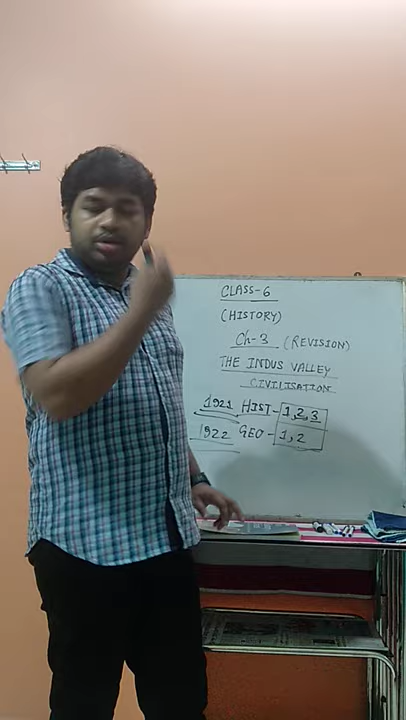 CLASS-6
(HISTORY)
Ch-3 (REVISION)
THE INDUS VALLEY
CIVILISATION
1921 HIST- 1, 2, 3
1922 GEO- 1, 2